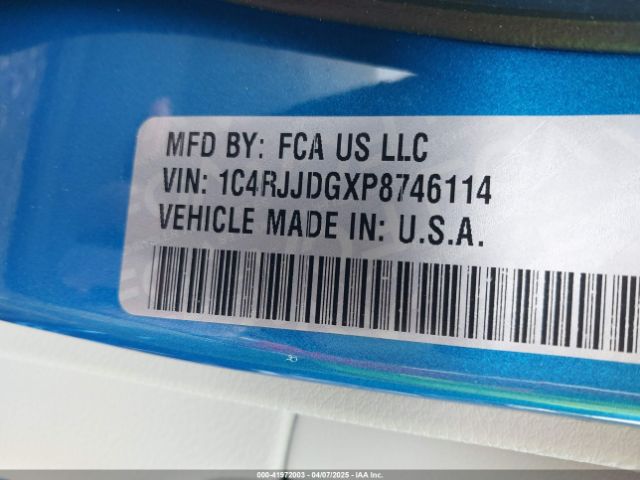 MFD BY: FCA US LLC
VIN: 1C4RJJDGXP8746114
VEHICLE MADE IN: U.S.A.
000-41972003 - 04/07/2025 - IAA Inc.